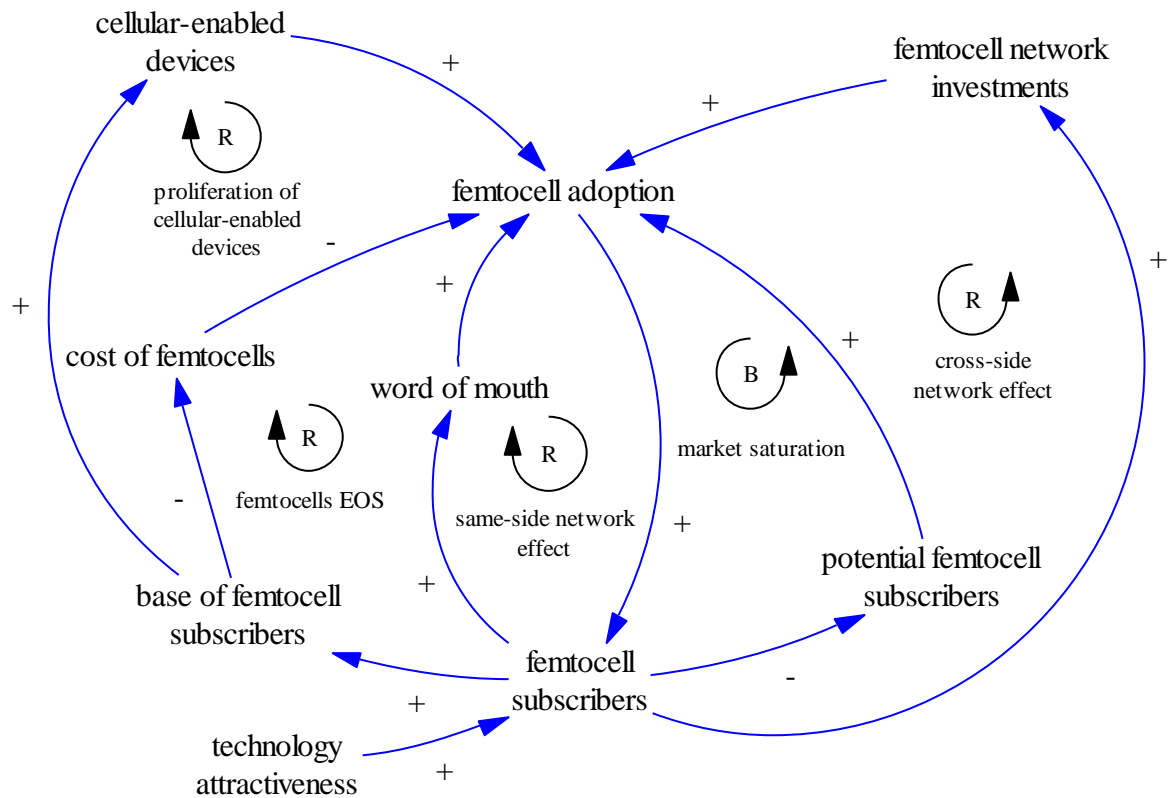 cellular-enabled
devices
+
femtocell network
investments
+
R
proliferation of
cellular-enabled
devices
femtocell adoption
-
+
+
+
R
cross-side
network effect
+
cost of femtocells
word of mouth
B
market saturation
R
femtocells EOS
R
same-side network
effect
-
+
+
potential femtocell
subscribers
base of femtocell
subscribers
femtocell
subscribers
-
+
technology
attractiveness
+